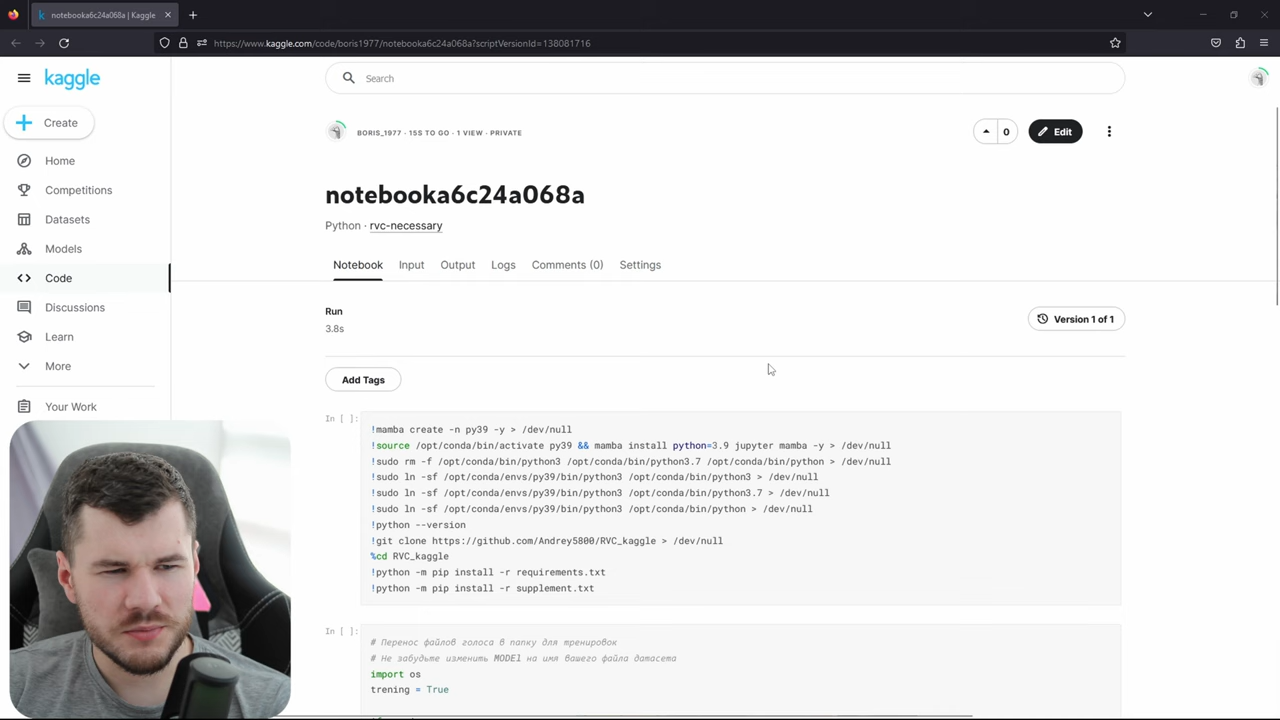 notebooka6c24a068a | Kaggle
https://www.kaggle.com/code/boris1977/notebooka6c24a068a?scriptVersionId=138081716
kaggle
Search
Create
Home
Competitions
Datasets
Models
Code
Discussions
Learn
More
Your Work
BORIS_1977 · 15S TO GO · 1 VIEW · PRIVATE
0
Edit
notebooka6c24a068a
Python · rvc-necessary
Notebook Input Output Logs Comments (0) Settings
Run
3.8s
Version 1 of 1
Add Tags
In [ ]:
!mamba create -n py39 -y > /dev/null
!source /opt/conda/bin/activate py39 && mamba install python=3.9 jupyter mamba -y > /dev/null
!sudo rm -f /opt/conda/bin/python3 /opt/conda/bin/python3.7 /opt/conda/bin/python > /dev/null
!sudo ln -sf /opt/conda/envs/py39/bin/python3 /opt/conda/bin/python3 > /dev/null
!sudo ln -sf /opt/conda/envs/py39/bin/python3 /opt/conda/bin/python3.7 > /dev/null
!sudo ln -sf /opt/conda/envs/py39/bin/python3 /opt/conda/bin/python > /dev/null
!python --version
!git clone https://github.com/Andrey5800/RVC_kaggle > /dev/null
%cd RVC_kaggle
!python -m pip install -r requirements.txt
!python -m pip install -r supplement.txt
In [ ]:
# Перенос файлов голоса в папку для тренировок
# Не забудьте изменить MODEl на имя вашего файла датасета
import os
trening = True